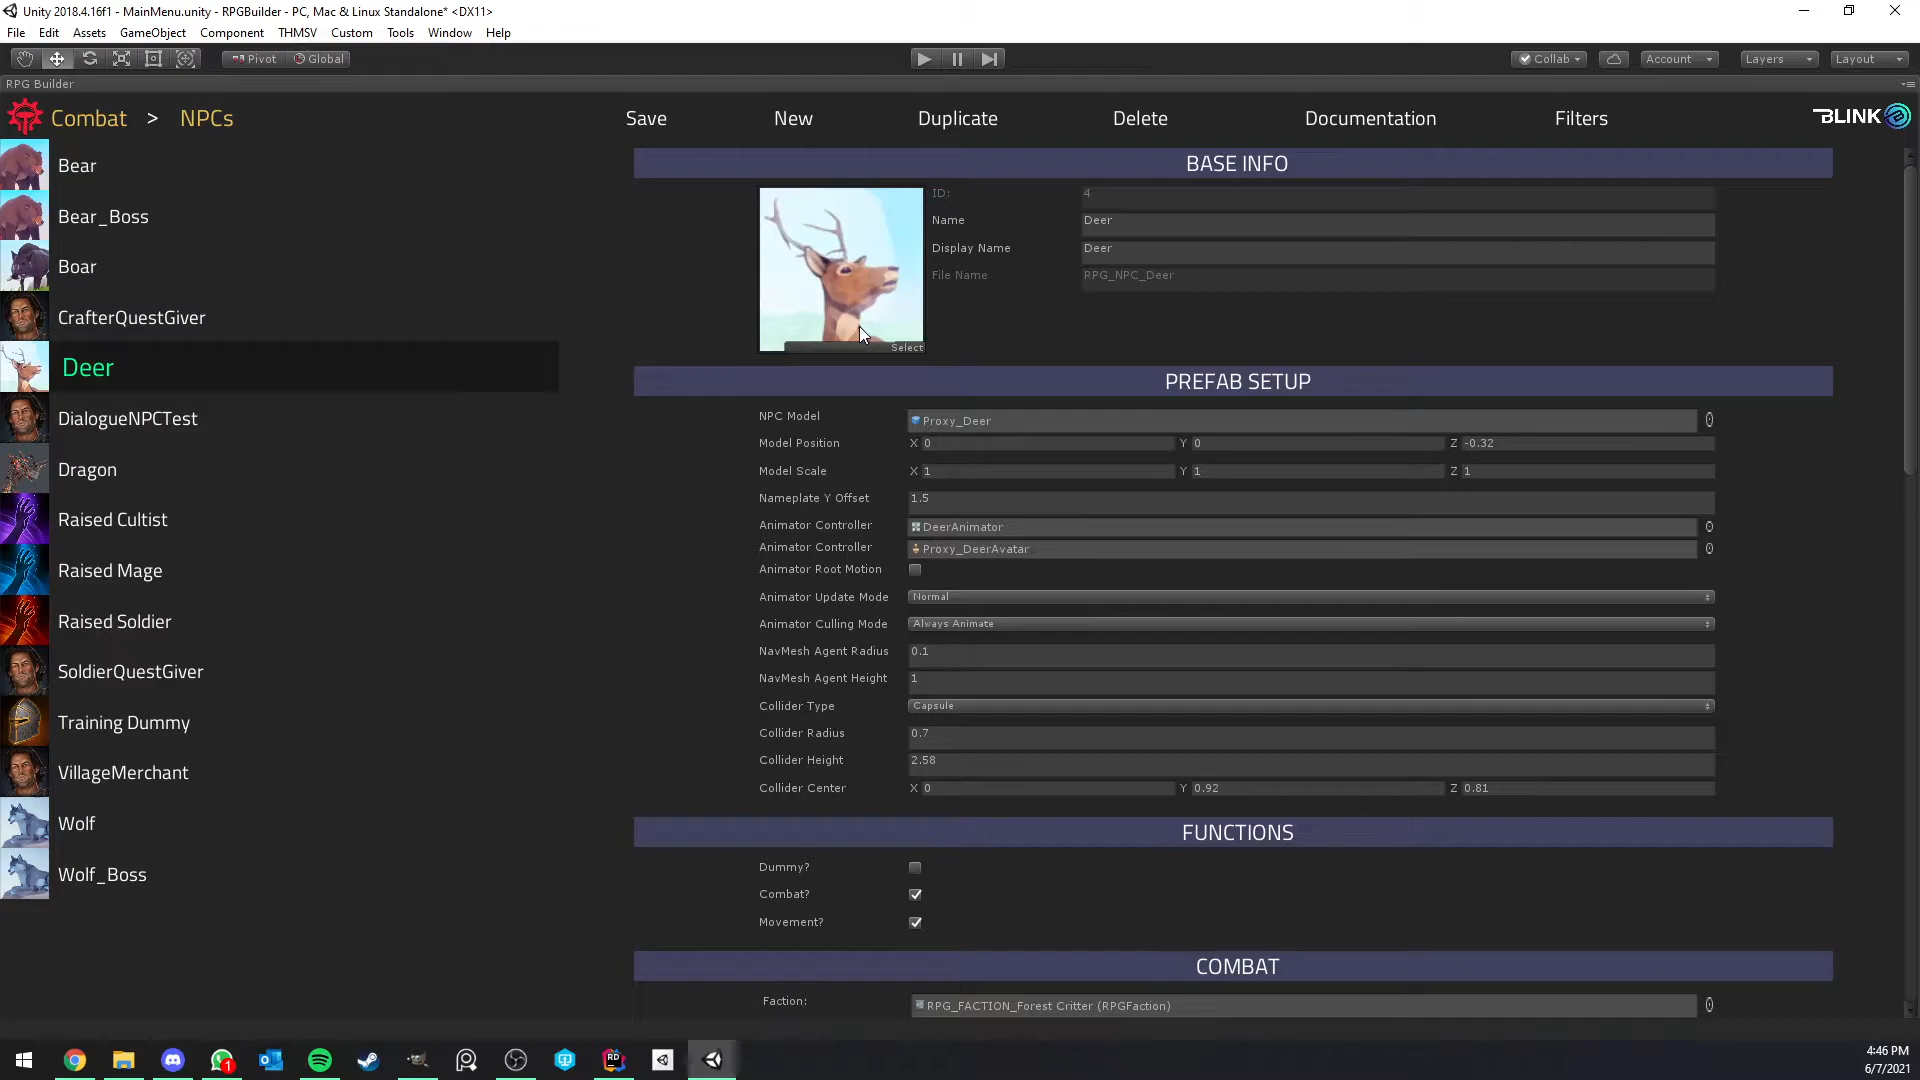 Unity 2018.4.16f1 - MainMenu.unity - RPGBuilder - PC, Mac & Linux Standalone* <DX11>
File Edit Assets GameObject Component THMSV Custom Tools Window Help
Pivot Global Collab Account Layers Layout
RPG Builder
Combat > NPCs Save New Duplicate Delete Documentation Filters BLINK
Bear
Bear_Boss
Boar
CrafterQuestGiver
Deer
DialogueNPCTest
Dragon
Raised Cultist
Raised Mage
Raised Soldier
SoldierQuestGiver
Training Dummy
VillageMerchant
Wolf
Wolf_Boss
BASE INFO
ID: 4
Name Deer
Display Name Deer
File Name RPG_NPC_Deer
Select
PREFAB SETUP
NPC Model Proxy_Deer
Model Position X 0 Y 0 Z -0.32
Model Scale X 1 Y 1 Z 1
Nameplate Y Offset 1.5
Animator Controller DeerAnimator
Animator Controller Proxy_DeerAvatar
Animator Root Motion
Animator Update Mode Normal
Animator Culling Mode Always Animate
NavMesh Agent Radius 0.1
NavMesh Agent Height 1
Collider Type Capsule
Collider Radius 0.7
Collider Height 2.58
Collider Center X 0 Y 0.92 Z 0.81
FUNCTIONS
Dummy?
Combat?
Movement?
COMBAT
Faction: RPG_FACTION_Forest Critter (RPGFaction)
1
RD
4:46 PM
6/7/2021